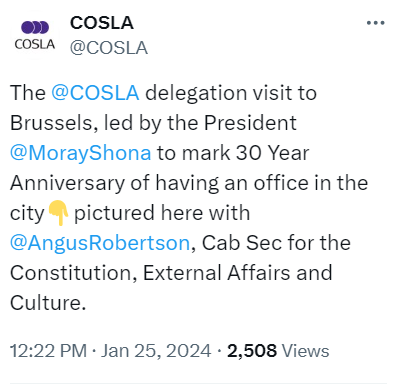 COSLA
COSLA
@COSLA
The @COSLA delegation visit to
Brussels, led by the President
@MorayShona to mark 30 Year
Anniversary of having an office in the
city👇pictured here with
@AngusRobertson, Cab Sec for the
Constitution, External Affairs and
Culture.
12:22 PM · Jan 25, 2024 · 2,508 Views